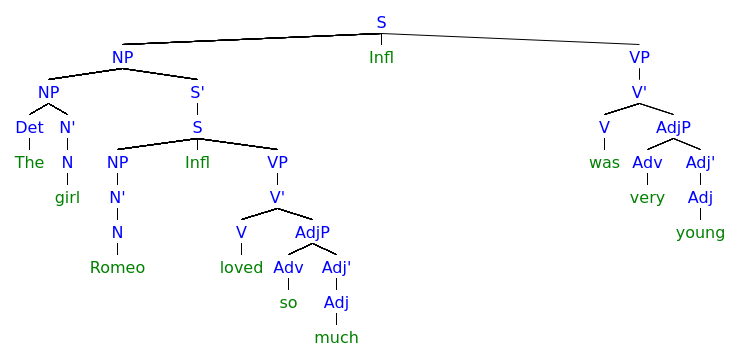 S
NP Infl VP
NP S' V'
Det N' S V AdjP
The N NP Infl VP was Adv Adj'
girl N' V' very Adj
N V AdjP young
Romeo loved Adv Adj'
so Adj
much